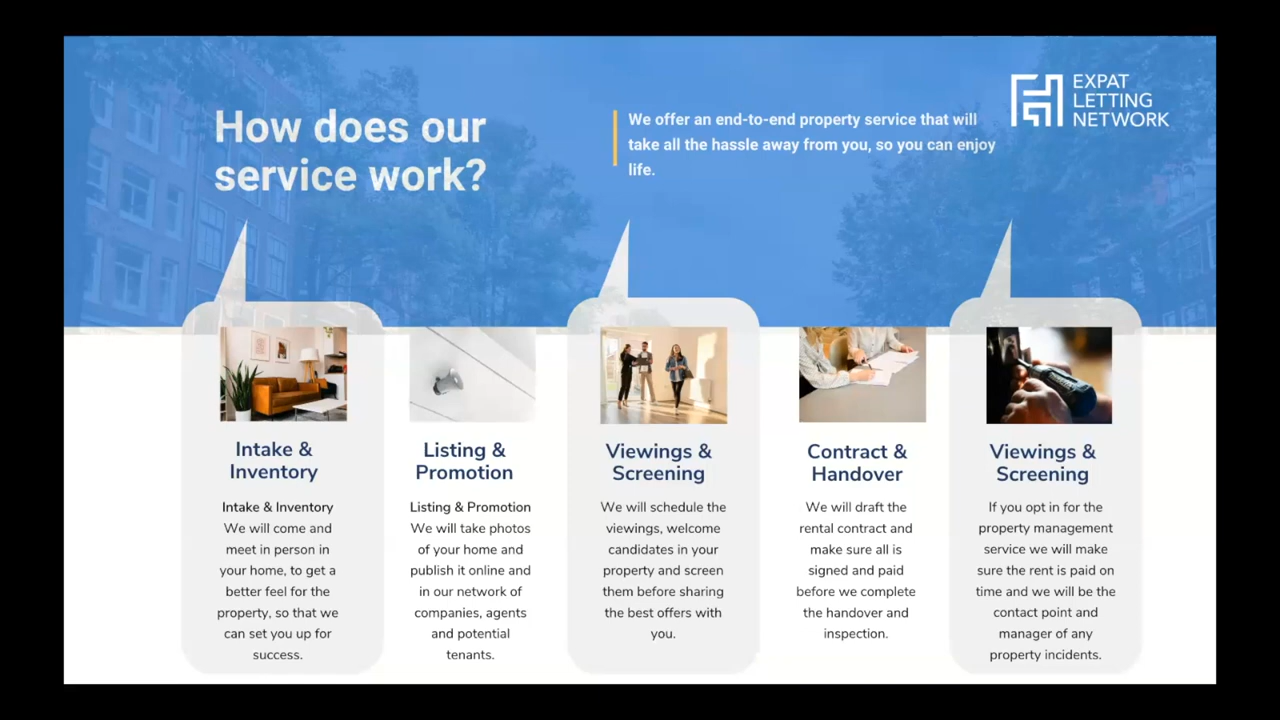 How does our
service work?
We offer an end-to-end property service that will
take all the hassle away from you, so you can enjoy
life.
EXPAT
LETTING
NETWORK
Intake &
Inventory
Intake & Inventory
We will come and
meet in person in
your home, to get a
better feel for the
property, so that we
can set you up for
success.
Listing &
Promotion
Listing & Promotion
We will take photos
of your home and
publish it online and
in our network of
companies, agents
and potential
tenants.
Viewings &
Screening
We will schedule the
viewings, welcome
candidates in your
property and screen
them before sharing
the best offers with
you.
Contract &
Handover
We will draft the
rental contract and
make sure all is
signed and paid
before we complete
the handover and
inspection.
Viewings &
Screening
If you opt in for the
property management
service we will make
sure the rent is paid on
time and we will be the
contact point and
manager of any
property incidents.